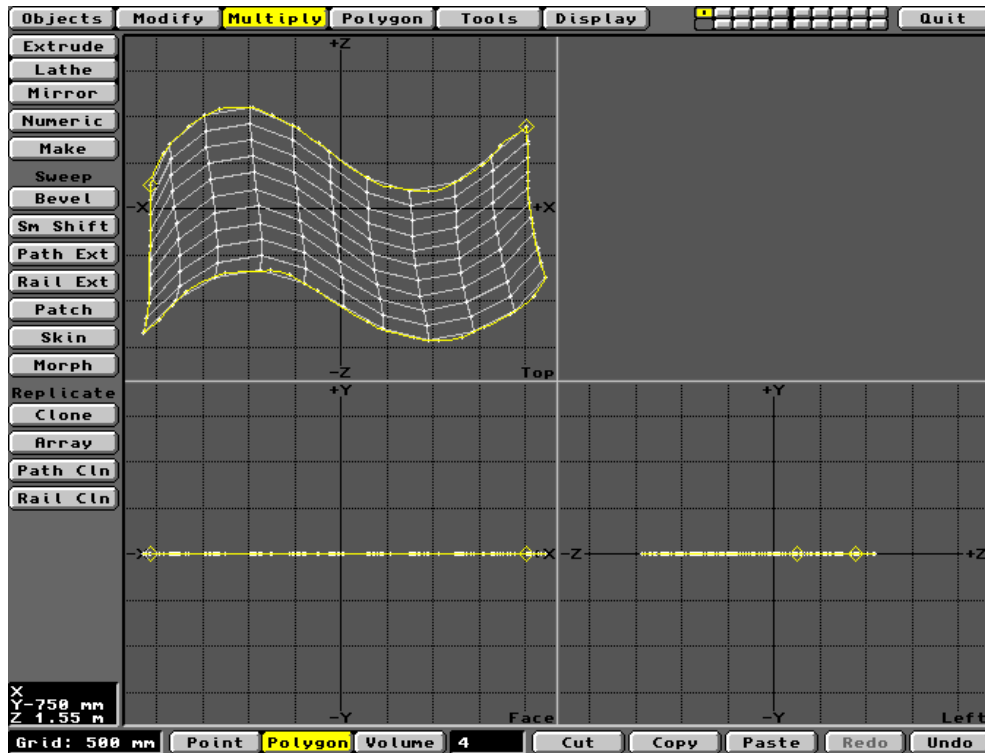 Objects Modify Multiply Polygon Tools Display 1 Quit
Extrude
Lathe
Mirror
Numeric
Make
Sweep
Bevel
Sm Shift
Path Ext
Rail Ext
Patch
Skin
Morph
Replicate
Clone
Array
Path Cln
Rail Cln
+Z
-X +X
-Z Top
+Y
-X X
-Y Face
+Y
-Z +Z
-Y Left
X
Y-750 mm
Z 1.55 m
Grid: 500 mm Point Polygon Volume 4 Cut Copy Paste Redo Undo